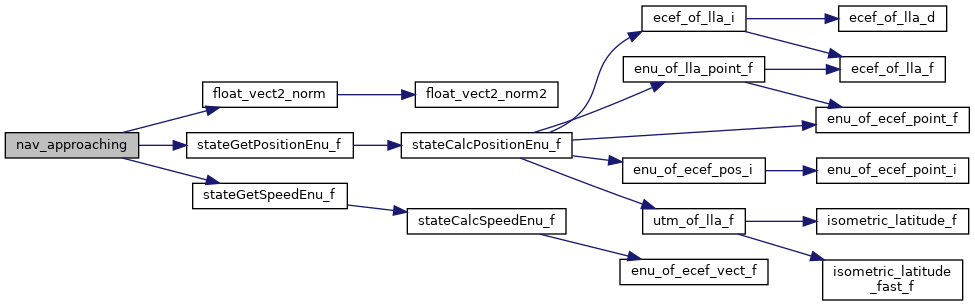 nav_approaching
float_vect2_norm
float_vect2_norm2
stateGetPositionEnu_f
stateCalcPositionEnu_f
ecef_of_lla_i
ecef_of_lla_d
ecef_of_lla_f
enu_of_lla_point_f
enu_of_ecef_point_f
enu_of_ecef_pos_i
enu_of_ecef_point_i
utm_of_lla_f
isometric_latitude_f
isometric_latitude
_fast_f
stateGetSpeedEnu_f
stateCalcSpeedEnu_f
enu_of_ecef_vect_f